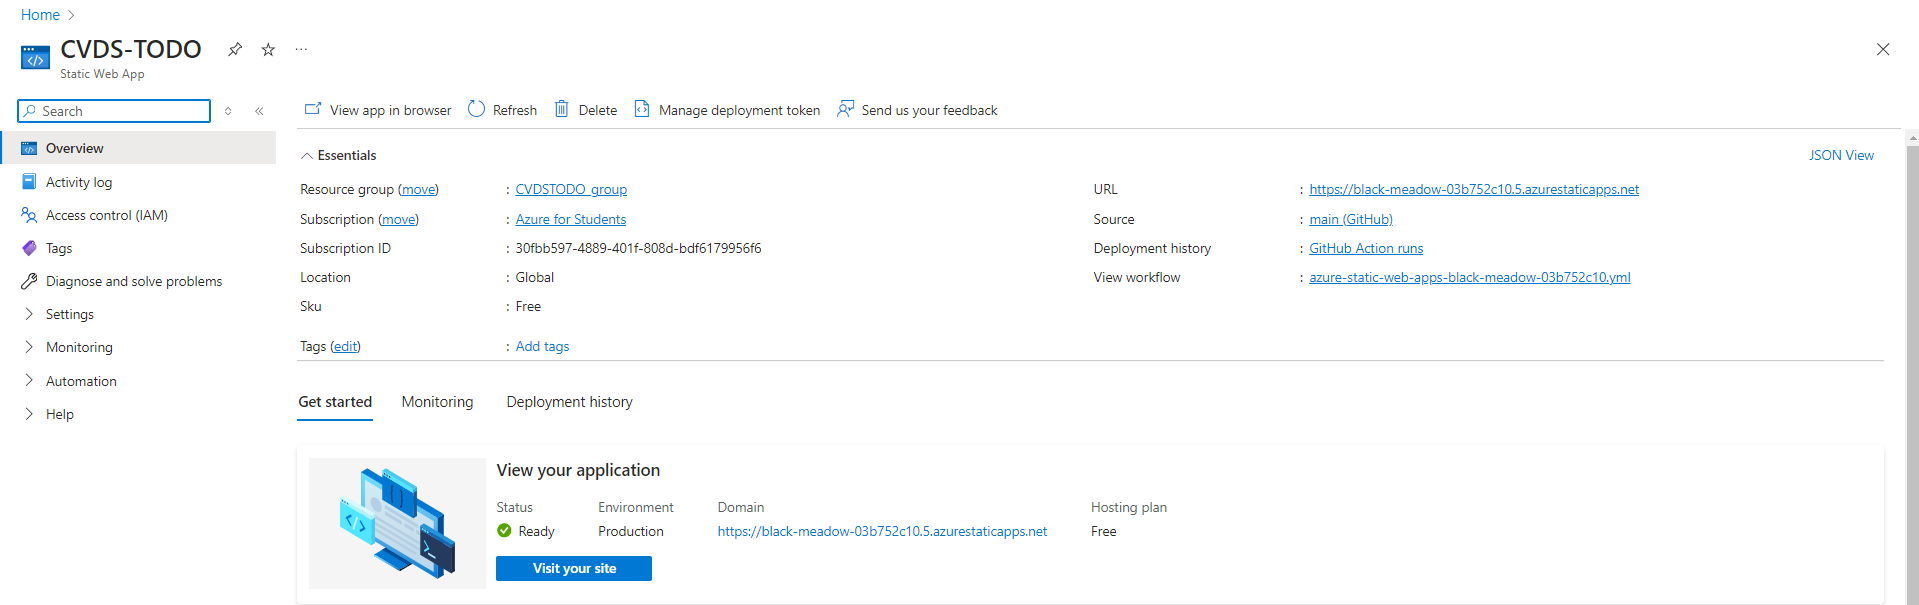 Home
CVDS-TODO
Static Web App
Search
Overview
Activity log
Access control (IAM)
Tags
Diagnose and solve problems
Settings
Monitoring
Automation
Help
View app in browser Refresh Delete Manage deployment token Send us your feedback
Essentials JSON View
Resource group (move) : CVDSTODO_group
Subscription (move) : Azure for Students
Subscription ID : 30fbb597-4889-401f-808d-bdf6179956f6
Location : Global
Sku : Free
URL : https://black-meadow-03b752c10.5.azurestaticapps.net
Source : main (GitHub)
Deployment history : GitHub Action runs
View workflow : azure-static-web-apps-black-meadow-03b752c10.yml
Tags (edit) : Add tags
Get started Monitoring Deployment history
View your application
Status Environment Domain Hosting plan
Ready Production https://black-meadow-03b752c10.5.azurestaticapps.net Free
Visit your site